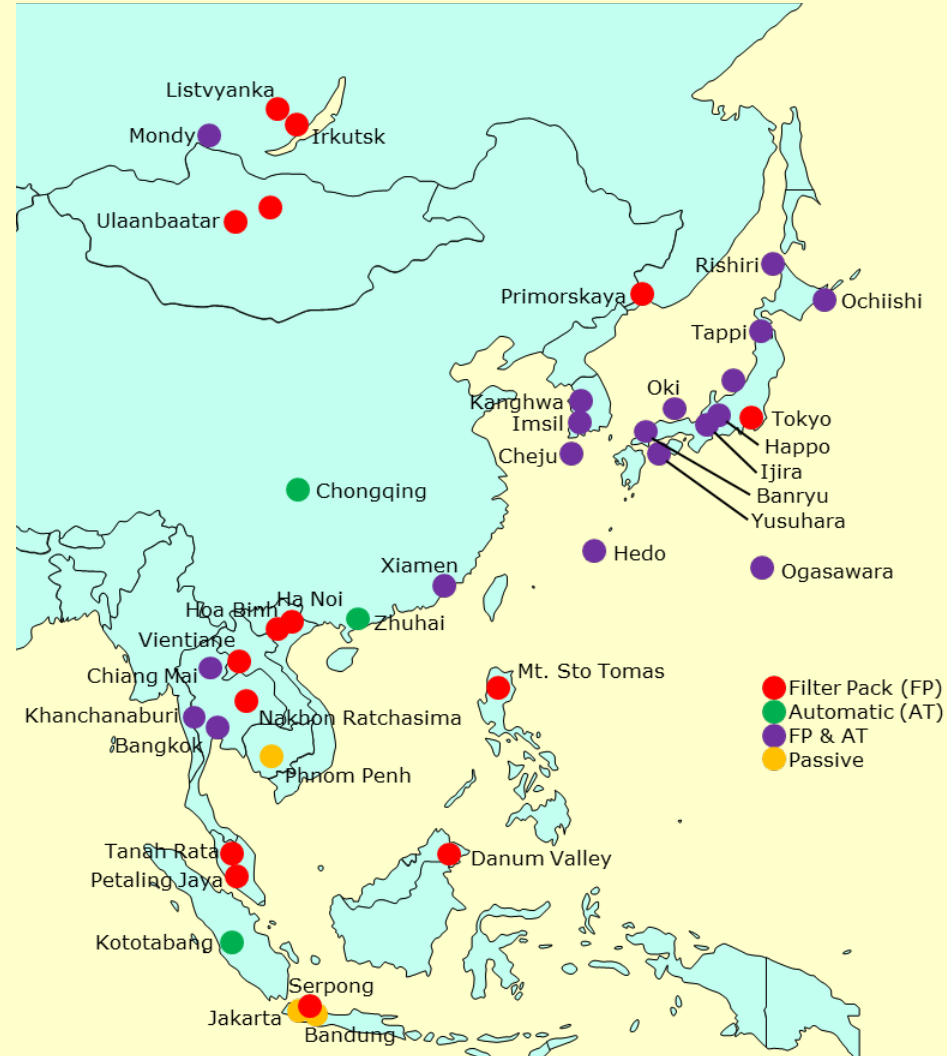 Listvyanka
Mondy
Irkutsk
Ulaanbaatar
Rishiri
Primorskaya
Ochiishi
Tappi
Oki
Kanghwa
Imsil
Tokyo
Happo
Cheju
Ijira
Chongqing
Banryu
Yusuhara
Hedo
Xiamen
Ogasawara
Ha Noi
Hoa Binh
Zhuhai
Vientiane
Mt. Sto Tomas
Chiang Mai
Filter Pack (FP)
Khanchanaburi
Nakhon Ratchasima
Automatic (AT)
Bangkok
FP & AT
Passive
Phnom Penh
Tanah Rata
Danum Valley
Petaling Jaya
Kototabang
Serpong
Jakarta
Bandung